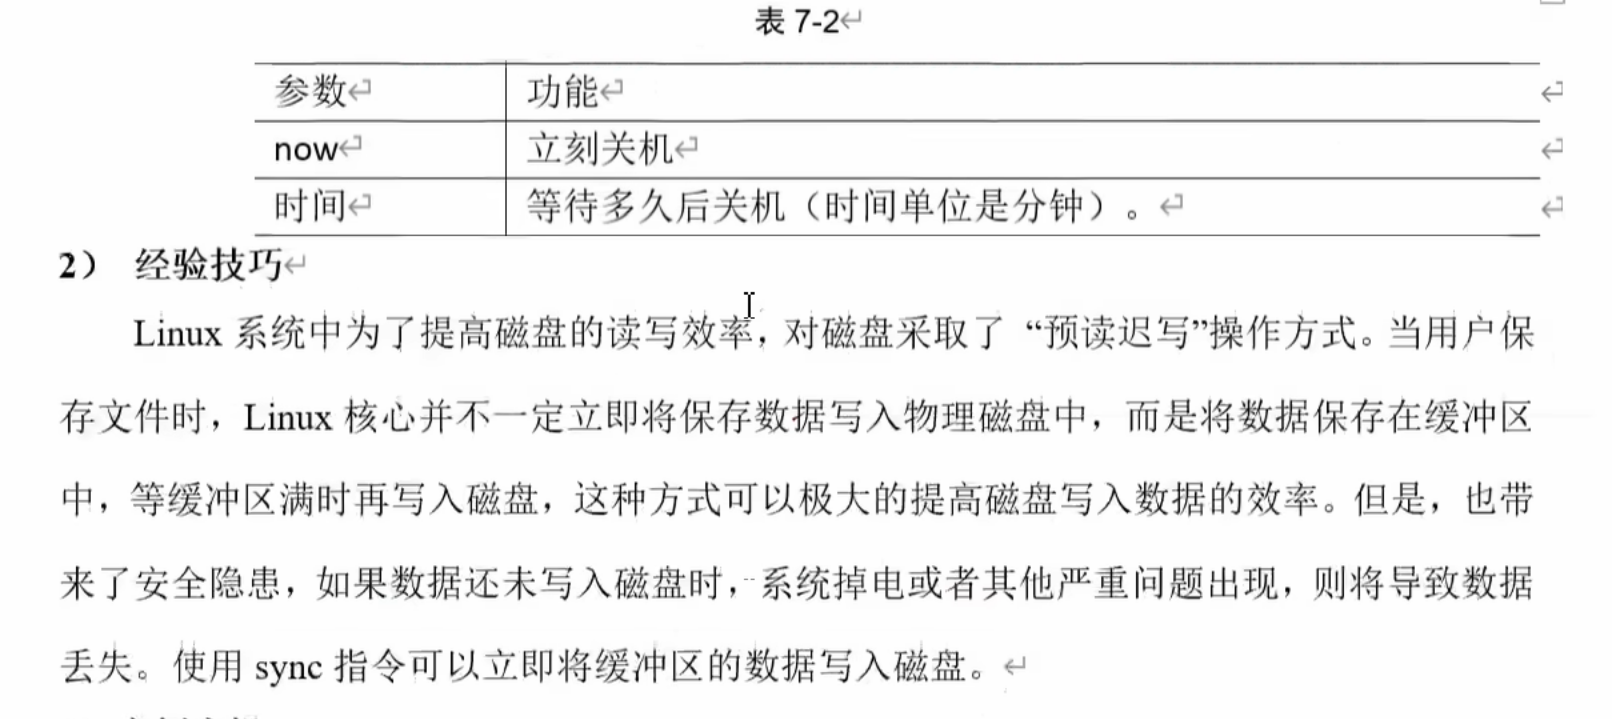 表 7-2
参数 功能
now 立刻关机
时间 等待多久后关机（时间单位是分钟）。
2） 经验技巧
Linux 系统中为了提高磁盘的读写效率，对磁盘采取了 “预读迟写”操作方式。当用户保
存文件时，Linux 核心并不一定立即将保存数据写入物理磁盘中，而是将数据保存在缓冲区
中，等缓冲区满时再写入磁盘，这种方式可以极大的提高磁盘写入数据的效率。但是，也带
来了安全隐患，如果数据还未写入磁盘时，系统掉电或者其他严重问题出现，则将导致数据
丢失。使用 sync 指令可以立即将缓冲区的数据写入磁盘。